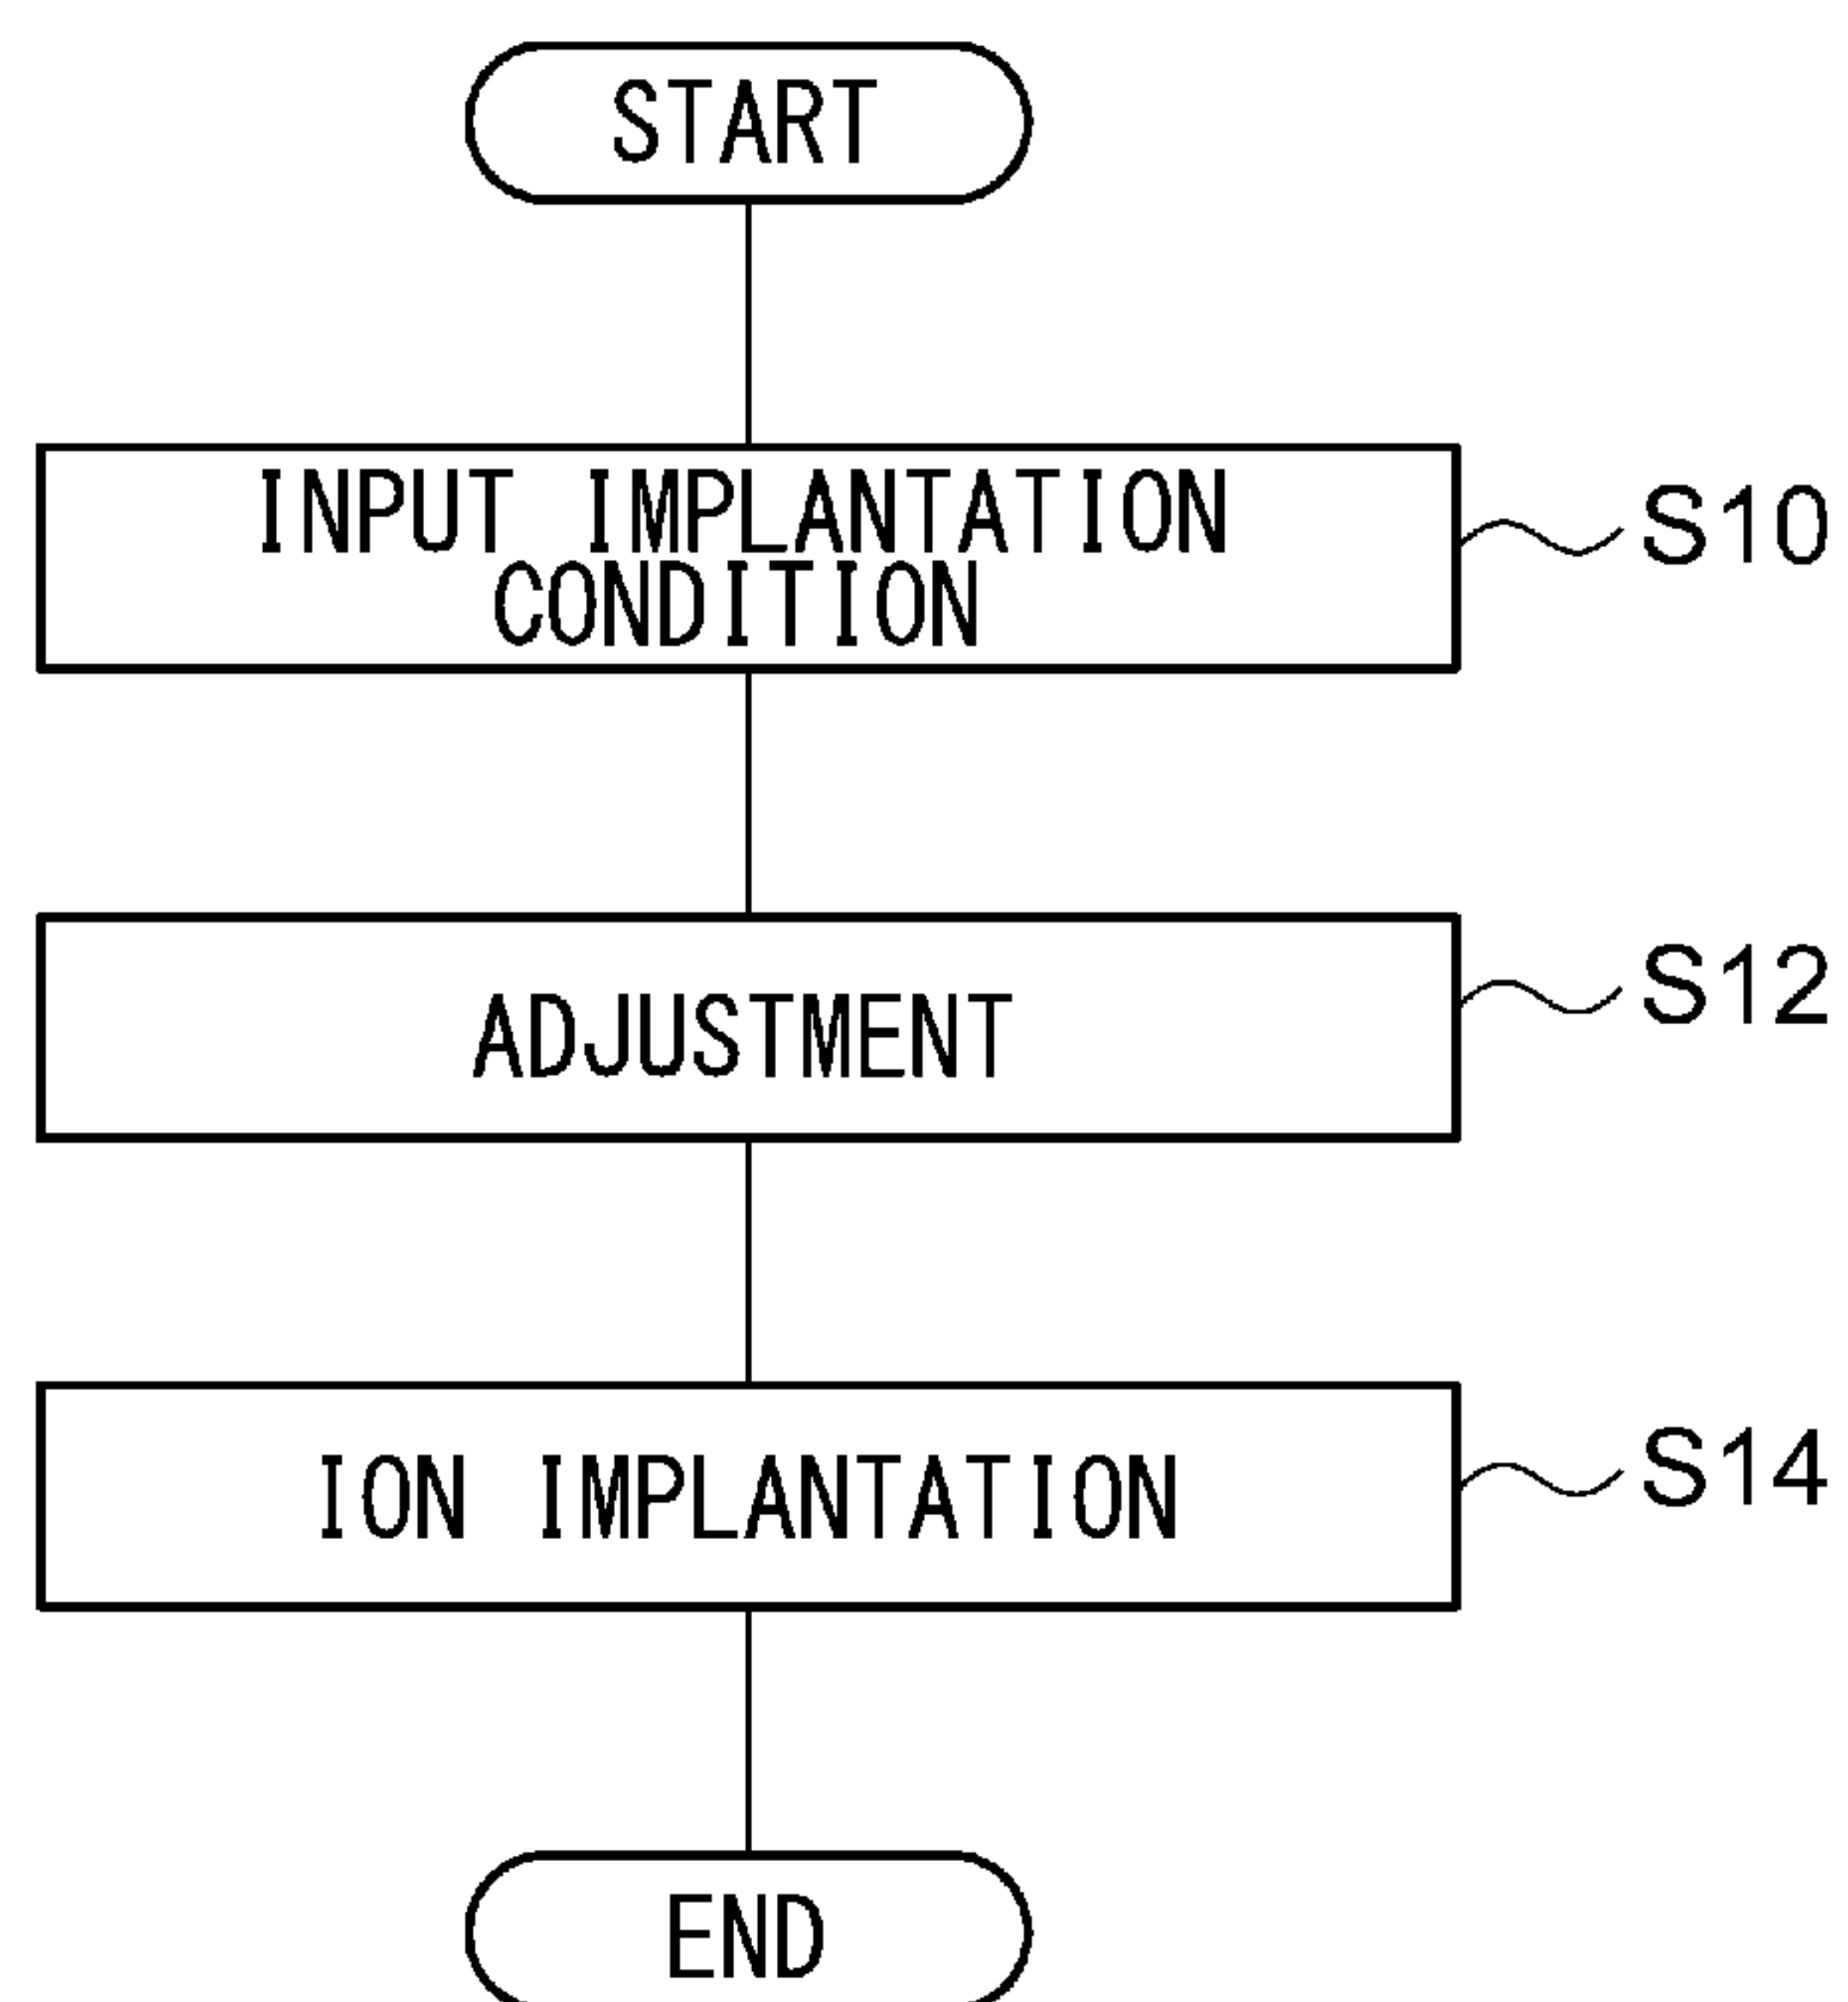 START
INPUT IMPLANTATION
CONDITION
S10
ADJUSTMENT
S12
ION IMPLANTATION
S14
END